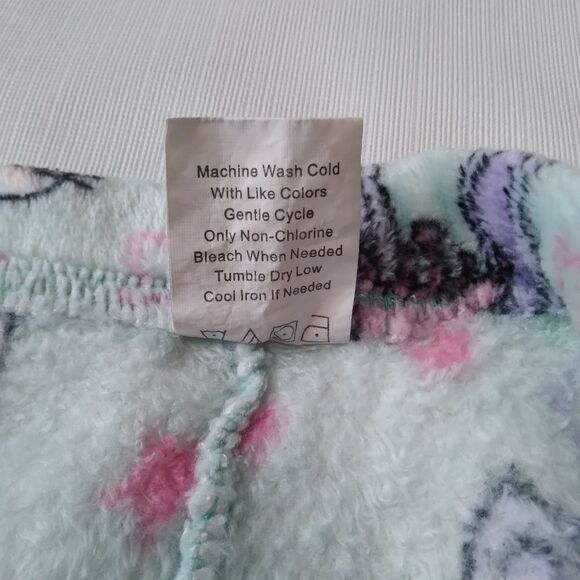 Machine Wash Cold
With Like Colors
Gentle Cycle
Only Non-Chlorine
Bleach When Needed
Tumble Dry Low
Cool Iron If Needed